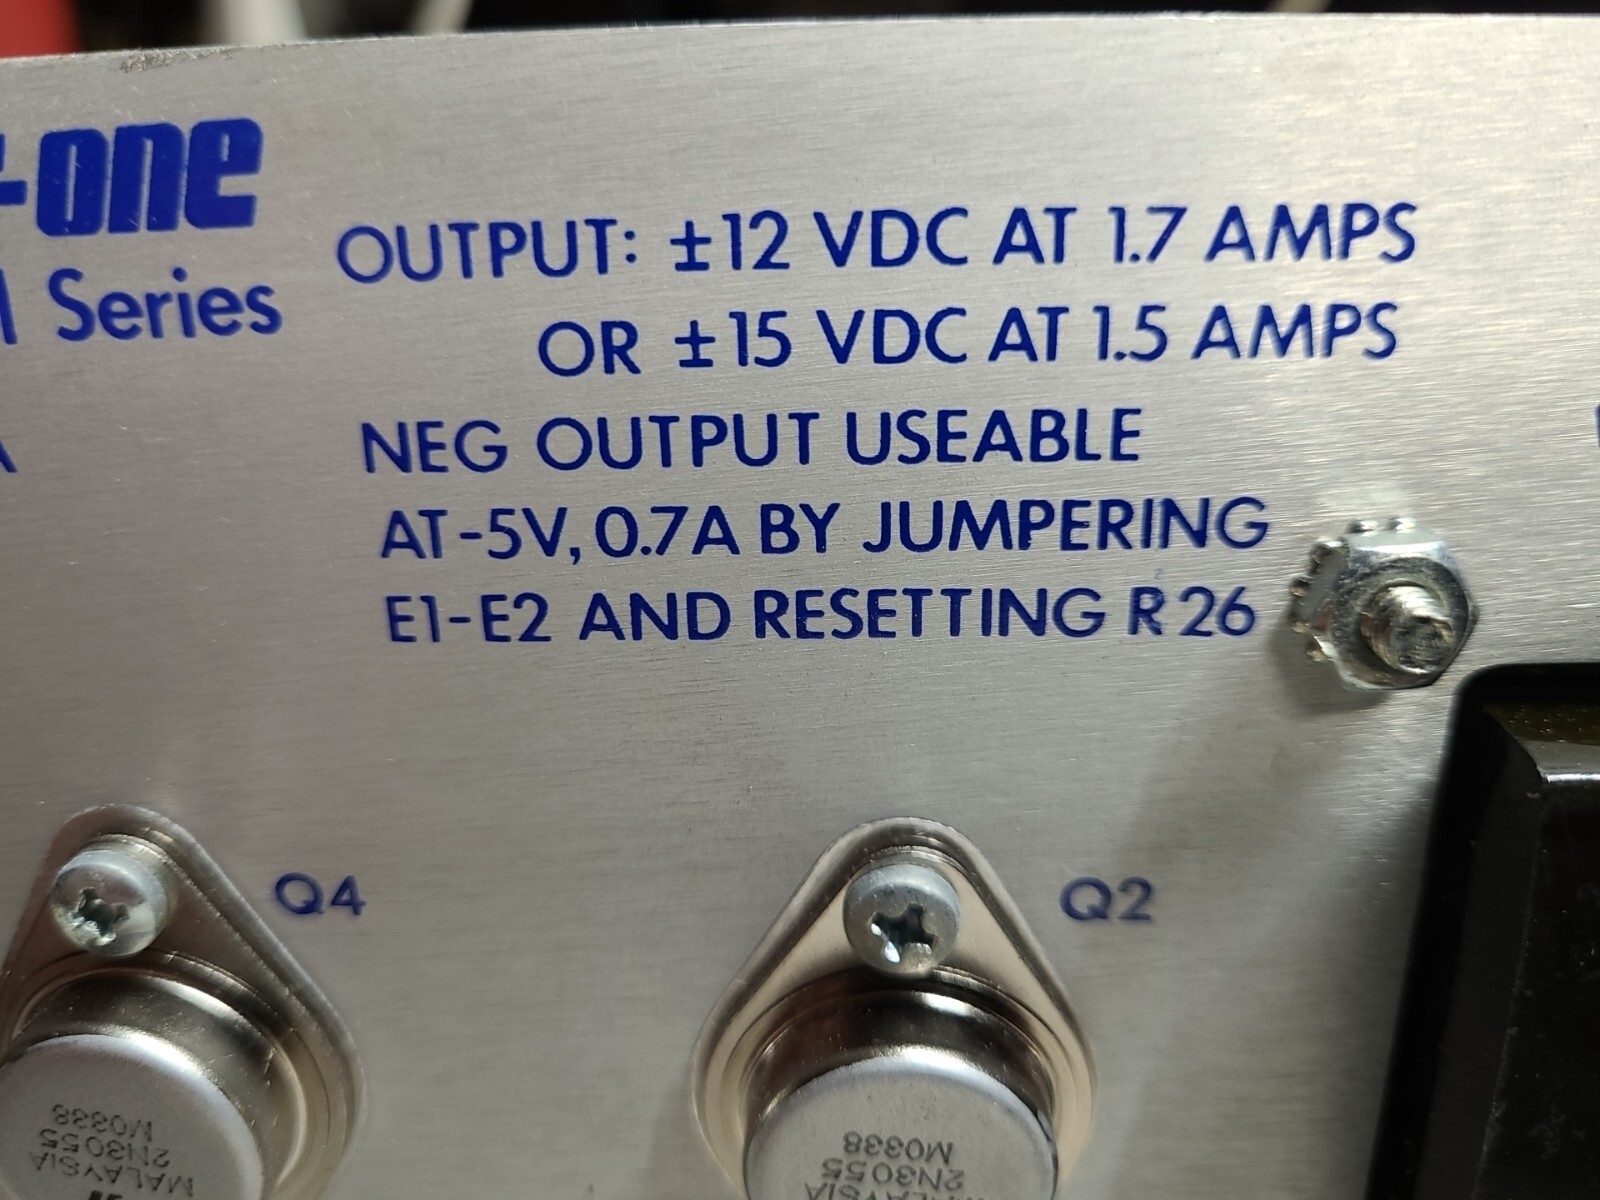 -one
Series
OUTPUT: ±12 VDC AT 1.7 AMPS
OR ±15 VDC AT 1.5 AMPS
NEG OUTPUT USEABLE
AT -5V, 0.7A BY JUMPERING
E1-E2 AND RESETTING R26
Q4
Q2
MALAYSIA
2N3055
M0338
MALAYSIA
2N3055
M0338